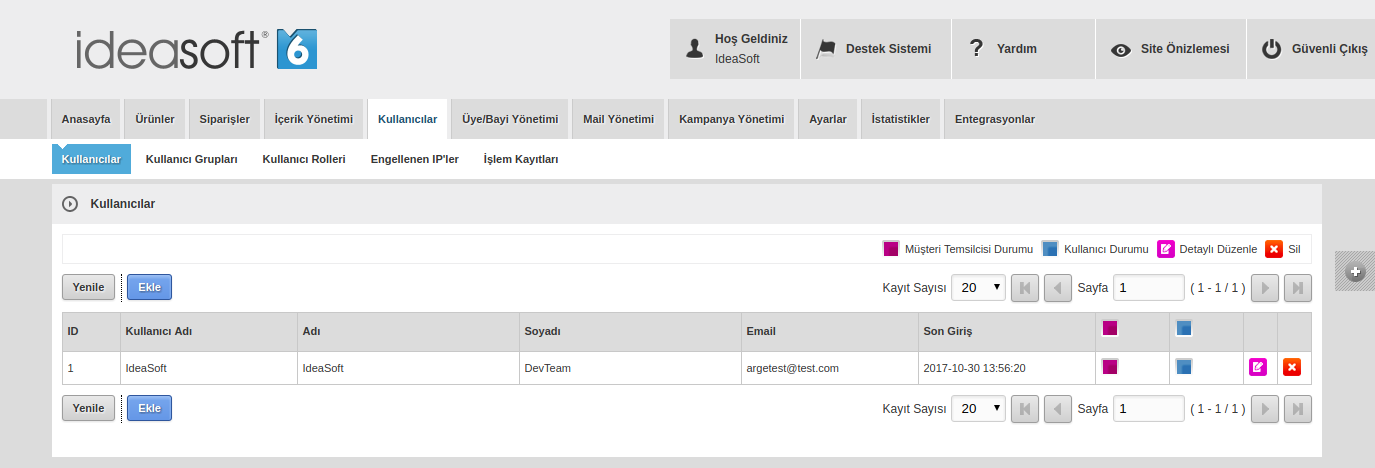 ideasoft® 6
Hoş Geldiniz
IdeaSoft
Destek Sistemi
? Yardım
Site Önizlemesi
Güvenli Çıkış
Anasayfa Ürünler Siparişler İçerik Yönetimi Kullanıcılar Üye/Bayi Yönetimi Mail Yönetimi Kampanya Yönetimi Ayarlar İstatistikler Entegrasyonlar
Kullanıcılar Kullanıcı Grupları Kullanıcı Rolleri Engellenen IP'ler İşlem Kayıtları
Kullanıcılar
Müşteri Temsilcisi Durumu Kullanıcı Durumu Detaylı Düzenle Sil
Yenile Ekle Kayıt Sayısı 20 Sayfa 1 ( 1 - 1 / 1 )
ID Kullanıcı Adı Adı Soyadı Email Son Giriş
1 IdeaSoft IdeaSoft DevTeam argetest@test.com 2017-10-30 13:56:20
Yenile Ekle Kayıt Sayısı 20 Sayfa 1 ( 1 - 1 / 1 )